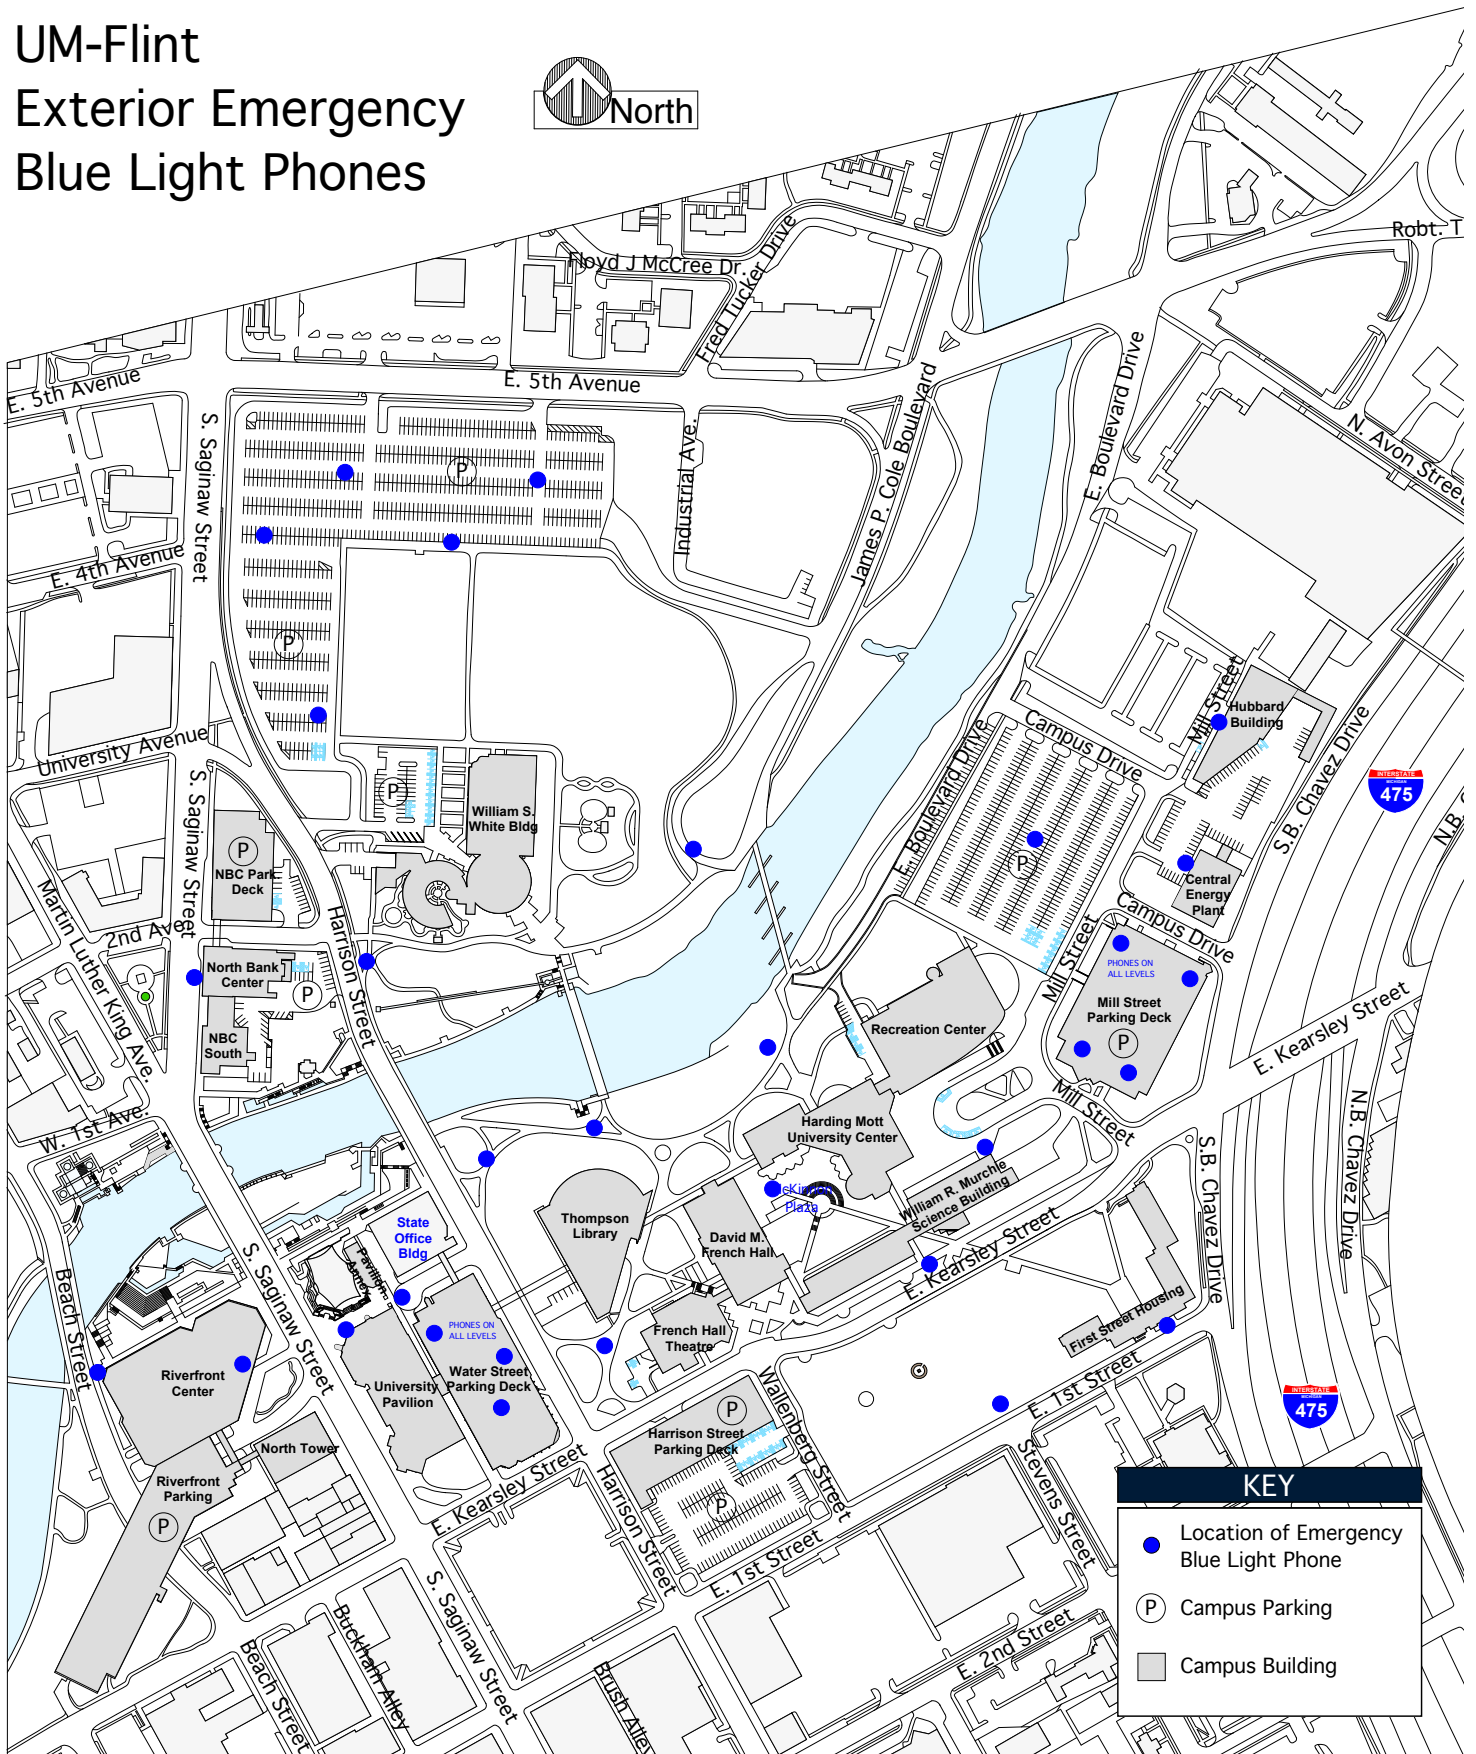 UM-Flint
Exterior Emergency
Blue Light Phones
North
Robt. T
Floyd J McCree Dr.
Fred Tucker Drive
E. 5th Avenue
E. 5th Avenue
S. Saginaw Street
P
Industrial Ave.
James P. Cole Boulevard
E. Boulevard Drive
N. Avon Street
E. 4th Avenue
P
University Avenue
Campus Drive
Mill Street
Hubbard
Building
S.B. Chavez Drive
INTERSTATE
MICHIGAN
475
N.B. C
S. Saginaw Street
P
William S.
White Bldg
E. Boulevard Drive
P
P
NBC Park
Deck
Central
Energy
Plant
Martin Luther King Ave.
2nd Ave
Harrison Street
Campus Drive
Mill Street
PHONES ON
ALL LEVELS
North Bank
Center
P
Mill Street
Parking Deck
P
Recreation Center
NBC
South
E. Kearsley Street
W. 1st Ave.
Mill Street
Harding Mott
University Center
N.B. Chavez Drive
S.B. Chavez Drive
McKinnon
Plaza
William R. Murchie
Science Building
State
Office
Bldg
Thompson
Library
David M.
French Hall
Pavilion
Annex
E. Kearsley Street
Beach Street
S. Saginaw Street
PHONES ON
ALL LEVELS
French Hall
Theatre
First Street Housing
Riverfront
Center
University
Pavilion
Water Street
Parking Deck
Wallenberg Street
E. 1st Street
INTERSTATE
MICHIGAN
475
P
Harrison Street
Parking Deck
North Tower
Riverfront
Parking
P
E. Kearsley Street
Harrison Street
P
Stevens Street
E. 1st Street
KEY
Location of Emergency
Blue Light Phone
P
Campus Parking
Campus Building
S. Saginaw Street
Buckham Alley
Beach Street
Brush Alley
E. 2nd Street